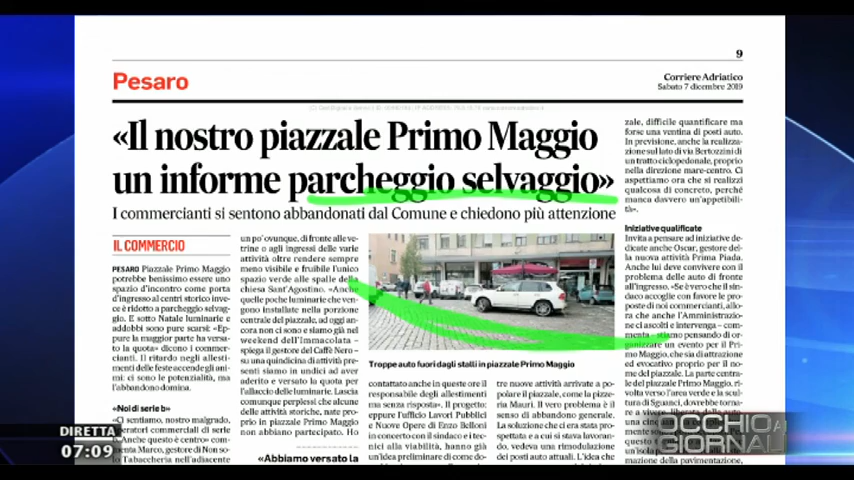 9
Pesaro
Corriere Adriatico
Sabato 7 dicembre 2019
«Il nostro piazzale Primo Maggio
un informe parcheggio selvaggio»
I commercianti si sentono abbandonati dal Comune e chiedono più attenzione
IL COMMERCIO
PESARO Piazzale Primo Maggio
potrebbe benissimo essere uno
spazio d'incontro come porta
d'ingresso al centri storico inve-
ce è ridotto a parcheggio selvag-
gio. E sotto Natale luminarie e
addobbi sono pure scarsi: «Ep-
pure la maggior parte ha versa-
to la quota» dicono i commer-
cianti. Il ritardo negli allesti-
menti delle feste accende gli ani-
mi: ci sono le potenzialità, ma
l'abbandono domina.
«Noi di serie b»
«Ci sentiamo, nostro malgrado,
operatori commerciali di serie
Anche questo è centro» com-
menta Marco, gestore di Non so-
lo Tabaccheria nell'adiacente
un po' ovunque, di fronte alle ve-
trine o agli ingressi delle varie
attività oltre rendere sempre
meno visibile e fruibile l'unico
spazio verde alle spalle della
chiesa Sant'Agostino. «Anche
quelle poche luminarie che ven-
gono installate nella porzione
centrale del piazzale, ad oggi an-
cora non ci sono e siamo già nel
weekend dell'Immacolata –
spiega il gestore del Caffè Nero –
su una quindicina di attività pre-
senti siamo in undici ad aver
aderito e versato la quota per
l'allaccio delle luminarie. Lascia
comunque perplessi che alcune
delle attività storiche, nate pro-
prio in piazzale Primo Maggio
non abbiano partecipato. Ho
«Abbiamo versato la
Troppe auto fuori dagli stalli in piazzale Primo Maggio
contattato anche in queste ore il
responsabile degli allestimenti
ma senza risposta». Il progetto:
eppure l'ufficio Lavori Pubblici
e Nuove Opere di Enzo Belloni
in concerto con il sindaco e i tec-
nici alla viabilità, hanno già
un'idea preliminare di come do-
tre nuove attività arrivate a po-
polare il piazzale, come la pizze-
ria Mauri. Il vero problema è il
senso di abbandono generale.
La soluzione che ci era stata pro-
spettata e a cui si stava lavoran-
do, vedeva una rimodulazione
dei posti auto attuali. L'idea che
zale, difficile quantificare ma
forse una ventina di posti auto.
In previsione, anche la realizza-
zione sul lato di via Bertozzini di
un tratto ciclopedonale, proprio
nella direzione mare-centro. Ci
aspettiamo ora che si realizzi
qualcosa di concreto, perché
manca davvero un'appetibili-
tà».
Iniziative qualificate
Invita a pensare ad iniziative de-
dicate anche Oscar, gestore del-
la nuova attività Prima Piada.
Anche lui deve convivere con il
problema delle auto di fronte
all'ingresso. «Se è vero che il sin-
daco accoglie con favore le pro-
poste di noi commercianti, allo-
ra che anche l'Amministrazio-
ne ci ascolti e intervenga – com-
menta – stiamo pensando di or-
ganizzare un evento per il Pri-
mo Maggio, che sia di attrazione
ed evocativo proprio per il no-
me del piazzale. La parte centra-
le del piazzale Primo Maggio, ri-
volta verso l'area verde e la scul-
tura di Sguanci, dovrebbe torna-
re a vivere, liberata dalle auto
DIRETTA
07:09
OCCHIO AI
GIORNALI